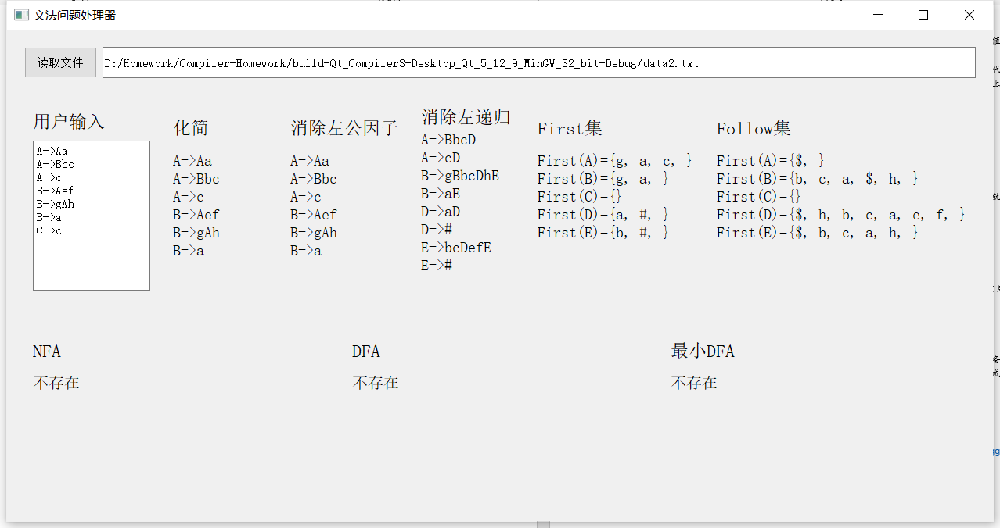 文法问题处理器
读取文件
D:/Homework/Compiler-Homework/build-Qt_Compiler3-Desktop_Qt_5_12_9_MinGW_32_bit-Debug/data2.txt
用户输入
A->Aa
A->Bbc
A->c
B->Aef
B->gAh
B->a
C->c
化简
A->Aa
A->Bbc
A->c
B->Aef
B->gAh
B->a
消除左公因子
A->Aa
A->Bbc
A->c
B->Aef
B->gAh
B->a
消除左递归
A->BbcD
A->cD
B->gBbcDhE
B->aE
D->aD
D->#
E->bcDefE
E->#
First集
First(A)={g, a, c, }
First(B)={g, a, }
First(C)={}
First(D)={a, #, }
First(E)={b, #, }
Follow集
First(A)={$, }
First(B)={b, c, a, $, h, }
First(C)={}
First(D)={$, h, b, c, a, e, f, }
First(E)={$, b, c, a, h, }
NFA
不存在
DFA
不存在
最小DFA
不存在